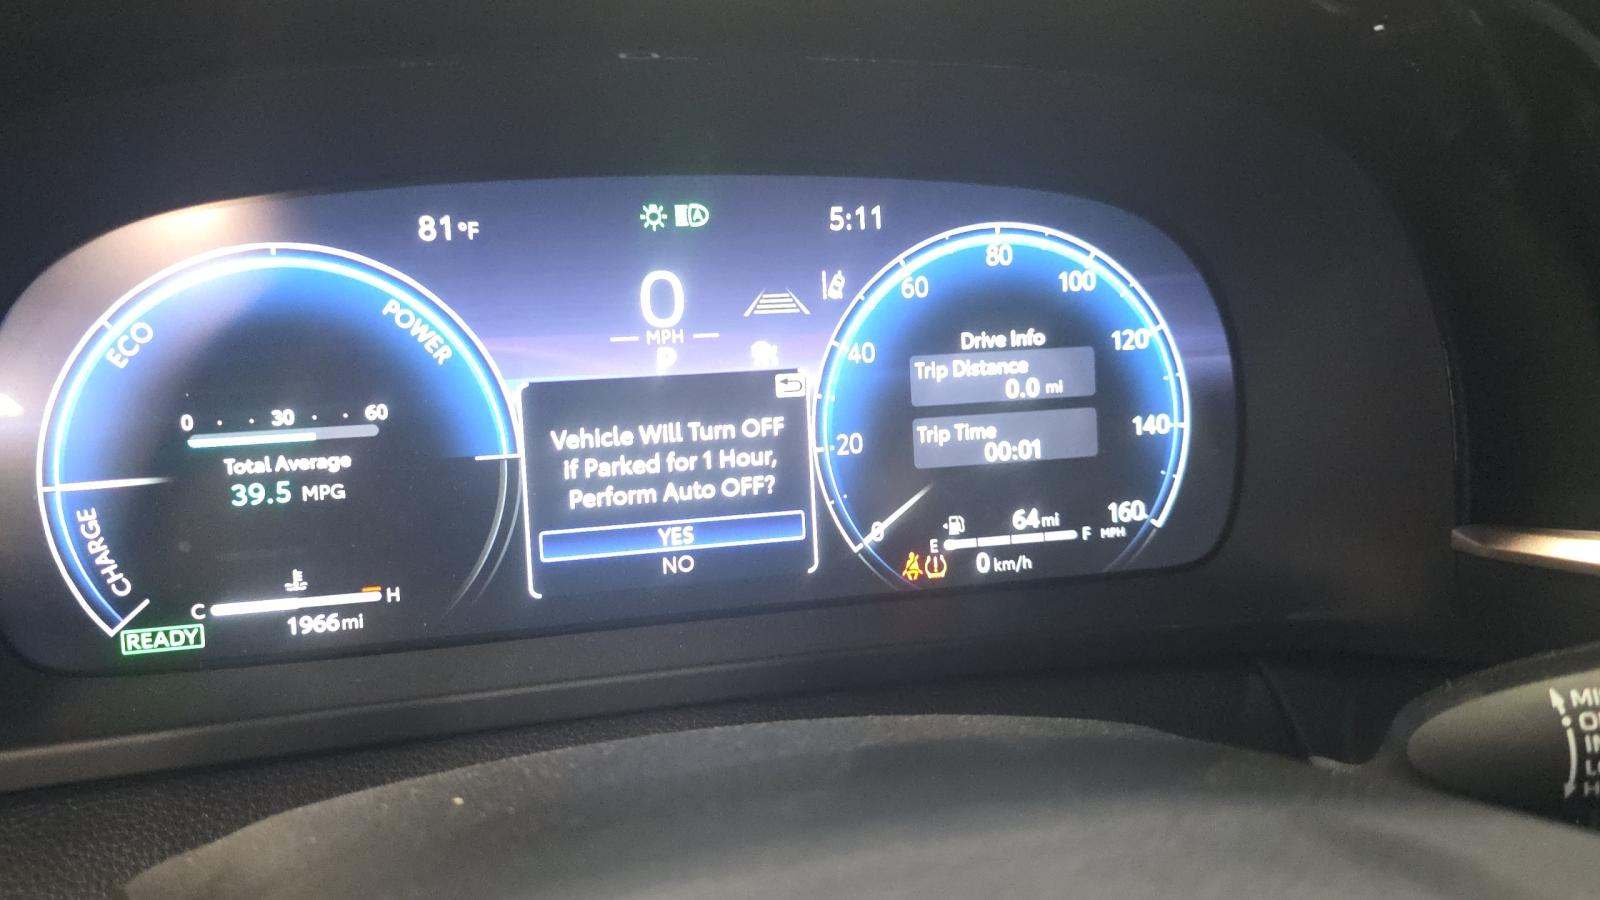 81°F
5:11
0
MPH
P
ECO
POWER
CHARGE
0 30 60
Total Average
39.5 MPG
C H
1966mi
READY
Vehicle Will Turn OFF
if Parked for 1 Hour,
Perform Auto OFF?
YES
NO
0
20
40
60
80
100
120
140
160
MPH
Drive Info
Trip Distance
0.0 mi
Trip Time
00:01
64mi
E F
0 km/h